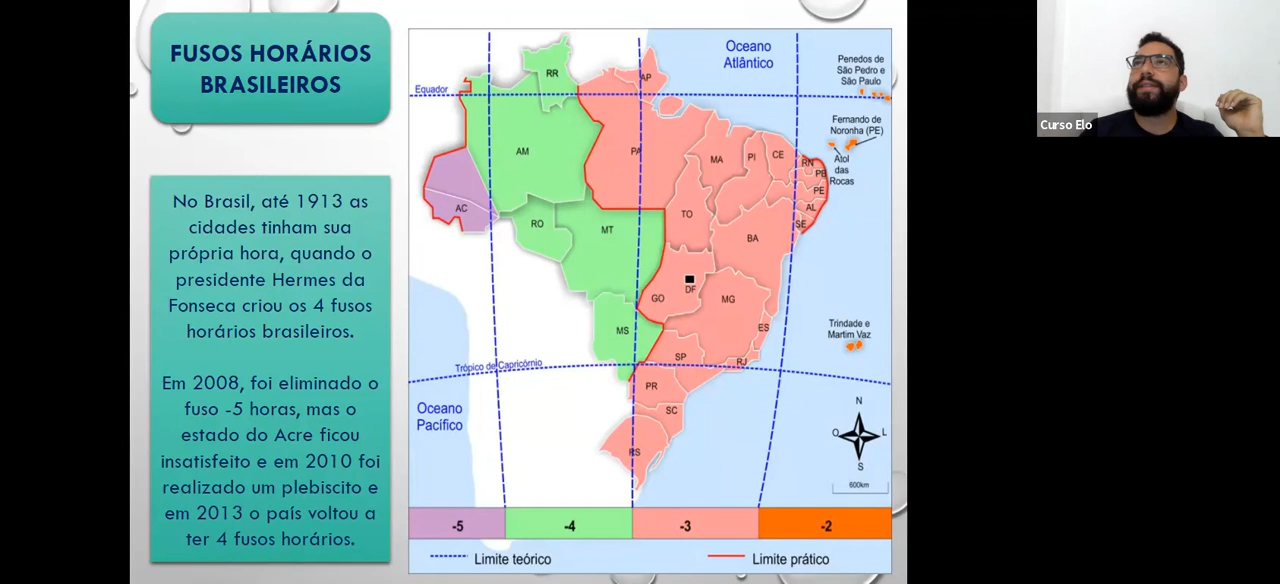 FUSOS HORÁRIOS
BRASILEIROS
No Brasil, até 1913 as
cidades tinham sua
própria hora, quando o
presidente Hermes da
Fonseca criou os 4 fusos
horários brasileiros.
Em 2008, foi eliminado o
fuso -5 horas, mas o
estado do Acre ficou
insatisfeito e em 2010 foi
realizado um plebiscito e
em 2013 o país voltou a
ter 4 fusos horários.
Oceano
Atlântico
Penedos de
São Pedro e
São Paulo
Equador
Fernando de
Noronha (PE)
Atol
das
Rocas
RR
AP
AM
PA
MA
PI
CE
RN
PB
PE
AL
SE
AC
RO
MT
TO
BA
GO
DF
MG
ES
MS
SP
RJ
PR
SC
RS
Trindade e
Martim Vaz
Trópico de Capricórnio
Oceano
Pacífico
N
O
L
S
600km
-5
-4
-3
-2
Limite teórico
Limite prático
Curso Elo